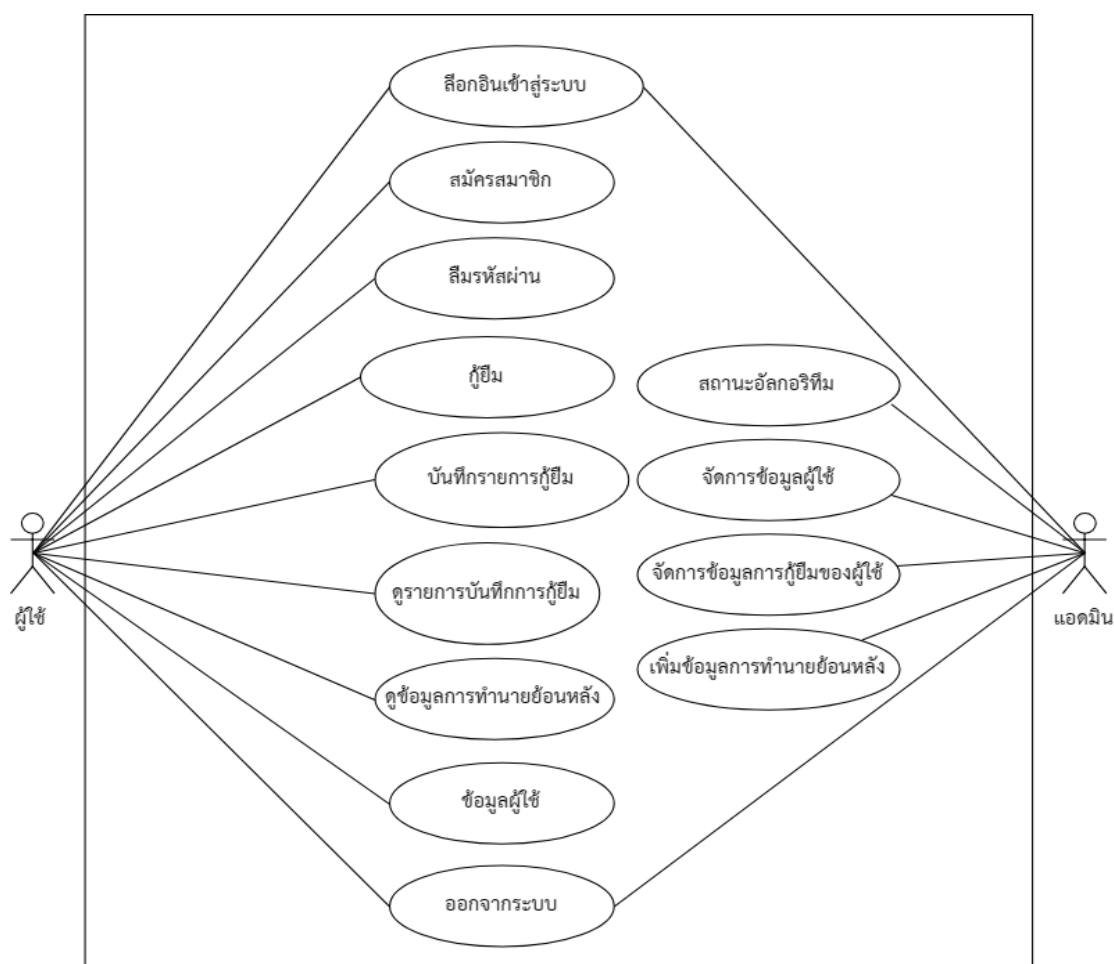 ล็อกอินเข้าสู่ระบบ
สมัครสมาชิก
ลืมรหัสผ่าน
กู้ยืม
สถานะอัลกอริทึม
บันทึกรายการกู้ยืม
จัดการข้อมูลผู้ใช้
ผู้ใช้
ดูรายการบันทึกการกู้ยืม
จัดการข้อมูลการกู้ยืมของผู้ใช้
แอดมิน
ดูข้อมูลการทำนายย้อนหลัง
เพิ่มข้อมูลการทำนายย้อนหลัง
ข้อมูลผู้ใช้
ออกจากระบบ